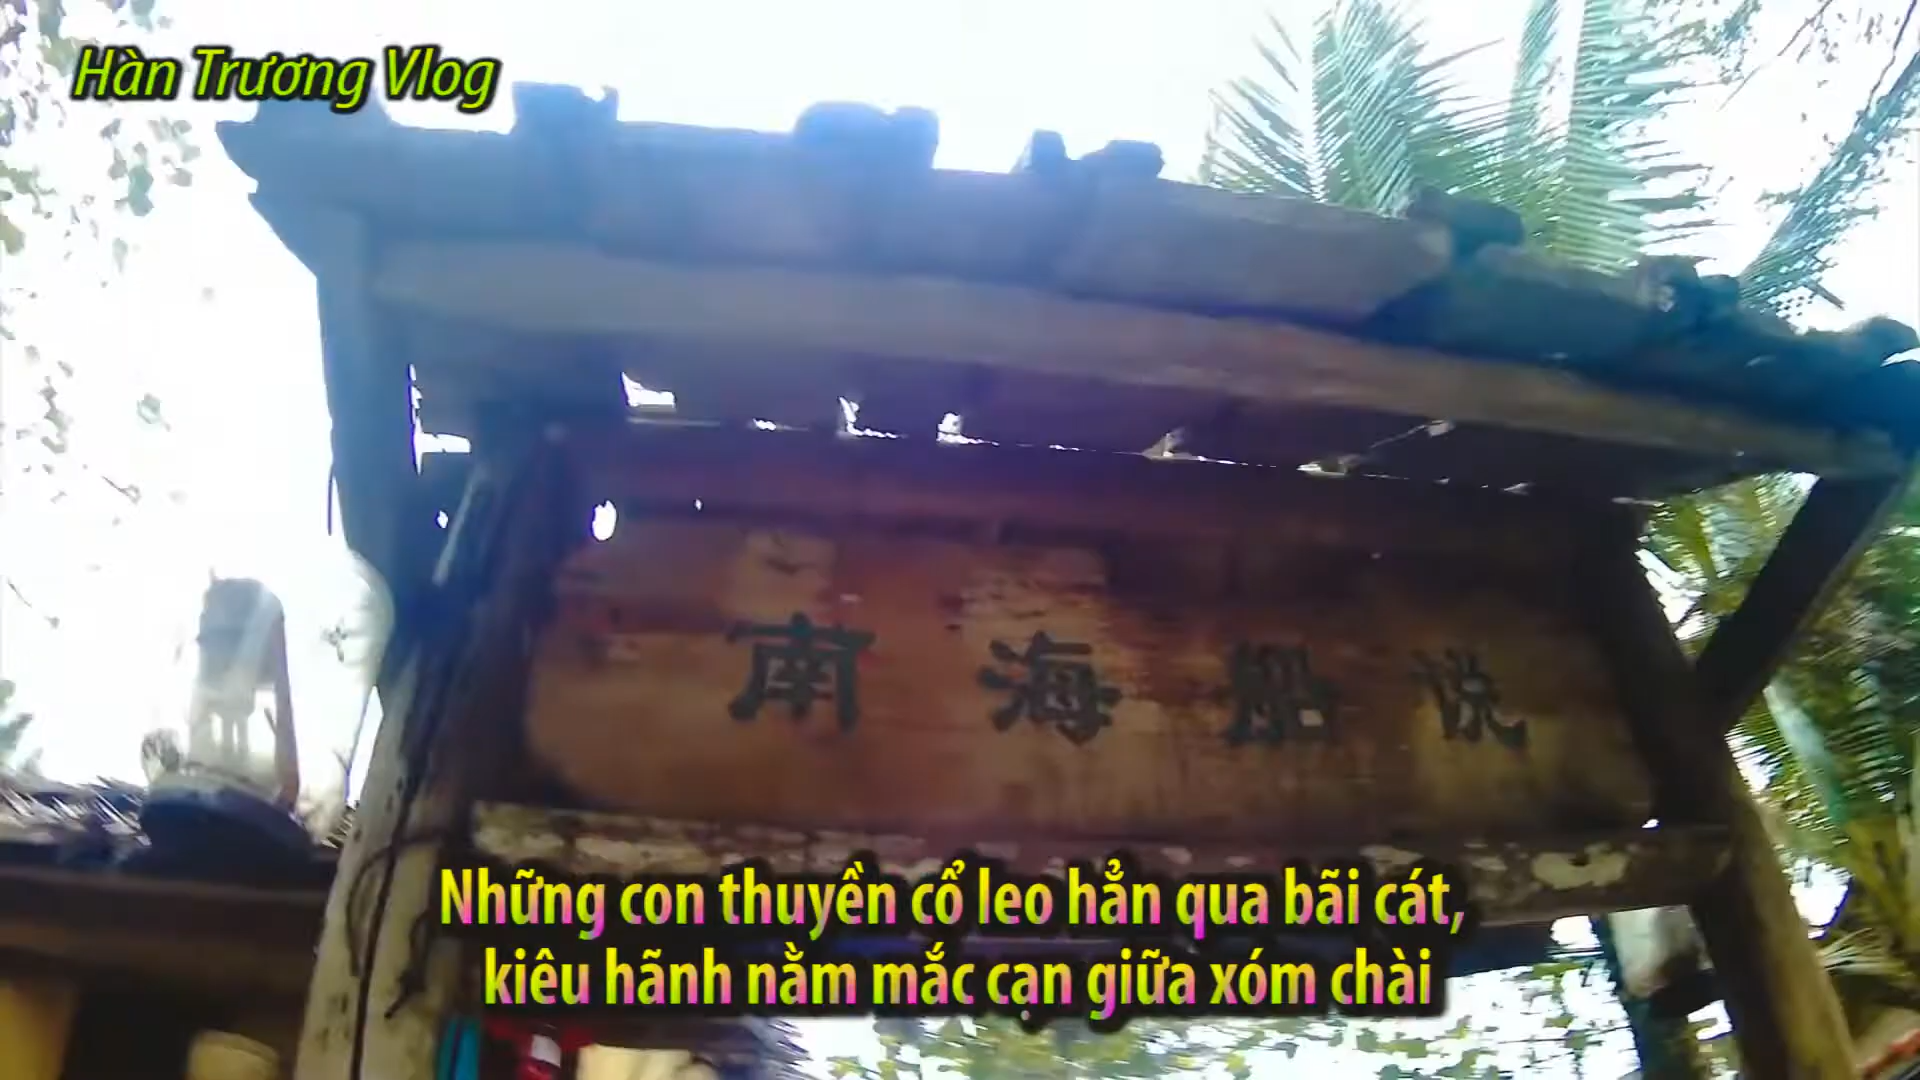 Hàn Trương Vlog
南海船说
Những con thuyền cổ leo hẳn qua bãi cát,
kiêu hãnh nằm mắc cạn giữa xóm chài